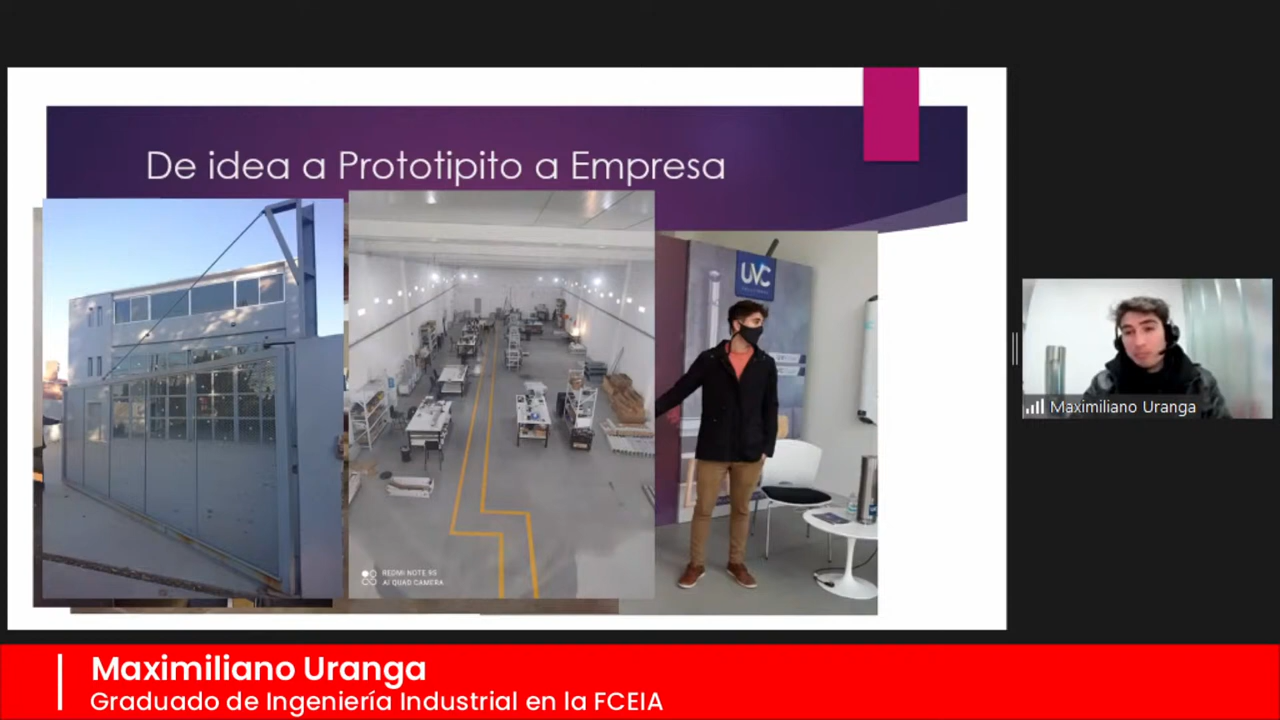 De idea a Prototipito a Empresa
UVC
REDMI NOTE 9S
AI QUAD CAMERA
Maximiliano Uranga
Maximiliano Uranga
Graduado de Ingeniería Industrial en la FCEIA